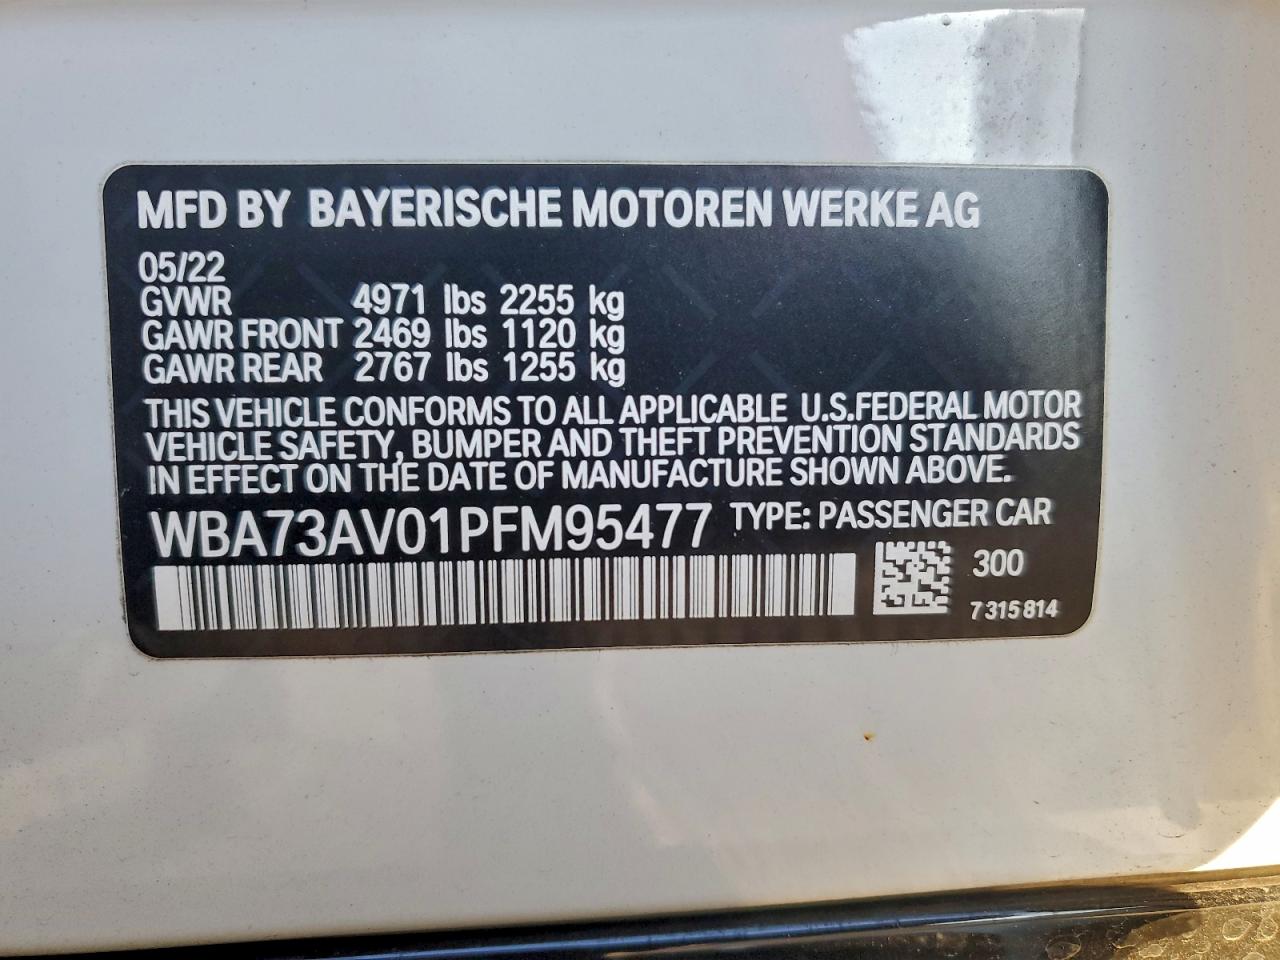 MFD BY BAYERISCHE MOTOREN WERKE AG
05/22
GVWR 4971 lbs 2255 kg
GAWR FRONT 2469 lbs 1120 kg
GAWR REAR 2767 lbs 1255 kg
THIS VEHICLE CONFORMS TO ALL APPLICABLE U.S.FEDERAL MOTOR
VEHICLE SAFETY, BUMPER AND THEFT PREVENTION STANDARDS
IN EFFECT ON THE DATE OF MANUFACTURE SHOWN ABOVE.
WBA73AV01PFM95477 TYPE: PASSENGER CAR
300
7 315 814